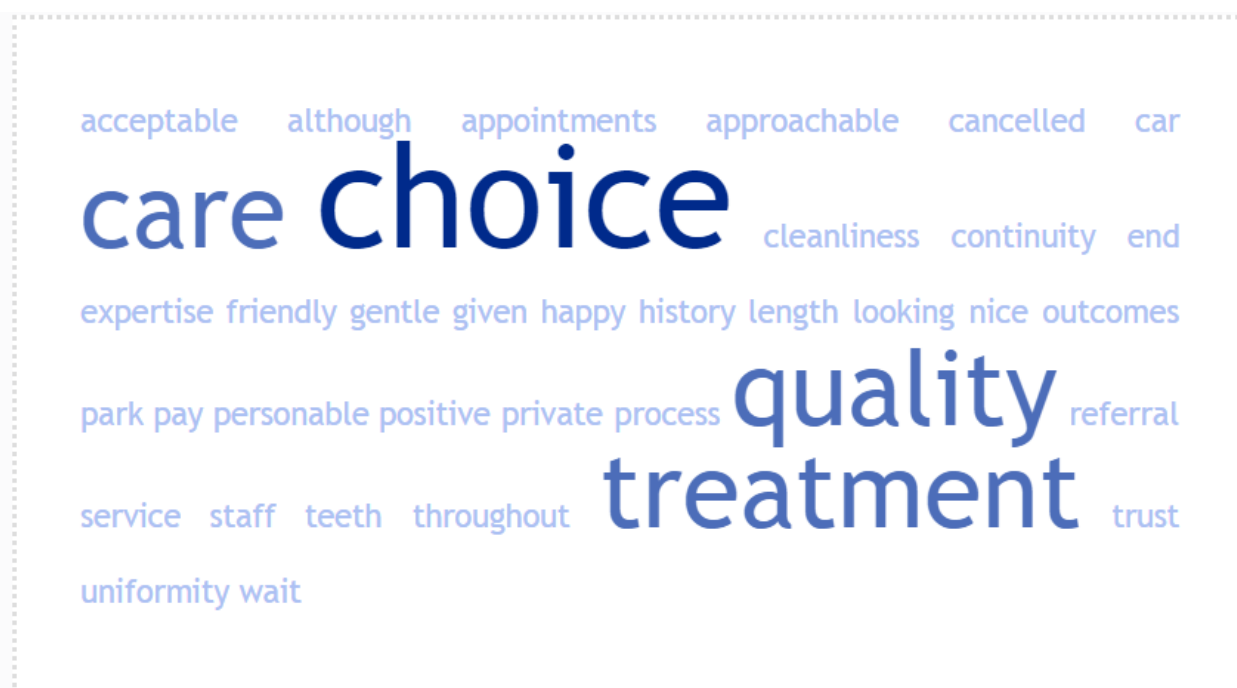 acceptable although appointments approachable cancelled car
care choice cleanliness continuity end
expertise friendly gentle given happy history length looking nice outcomes
park pay personable positive private process quality referral
service staff teeth throughout treatment trust
uniformity wait